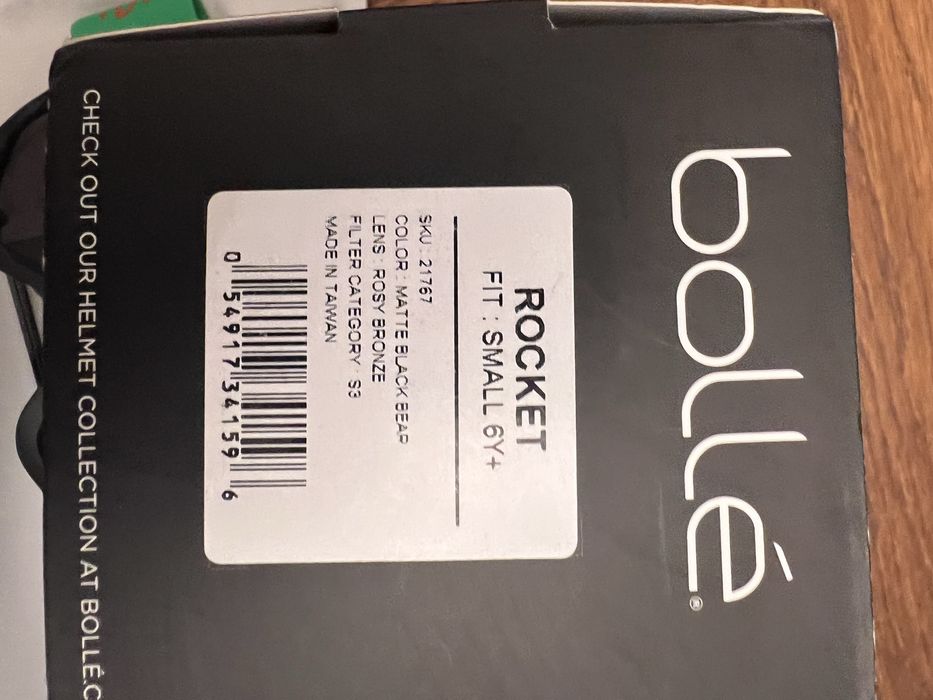 bollé®
ROCKET
FIT : SMALL 6Y+
SKU : 21767
COLOR : MATTE BLACK BEAR
LENS : ROSY BRONZE
FILTER CATEGORY : S3
MADE IN TAIWAN
0 54917 34159 6
CHECK OUT OUR HELMET COLLECTION AT BOLLÉ.C